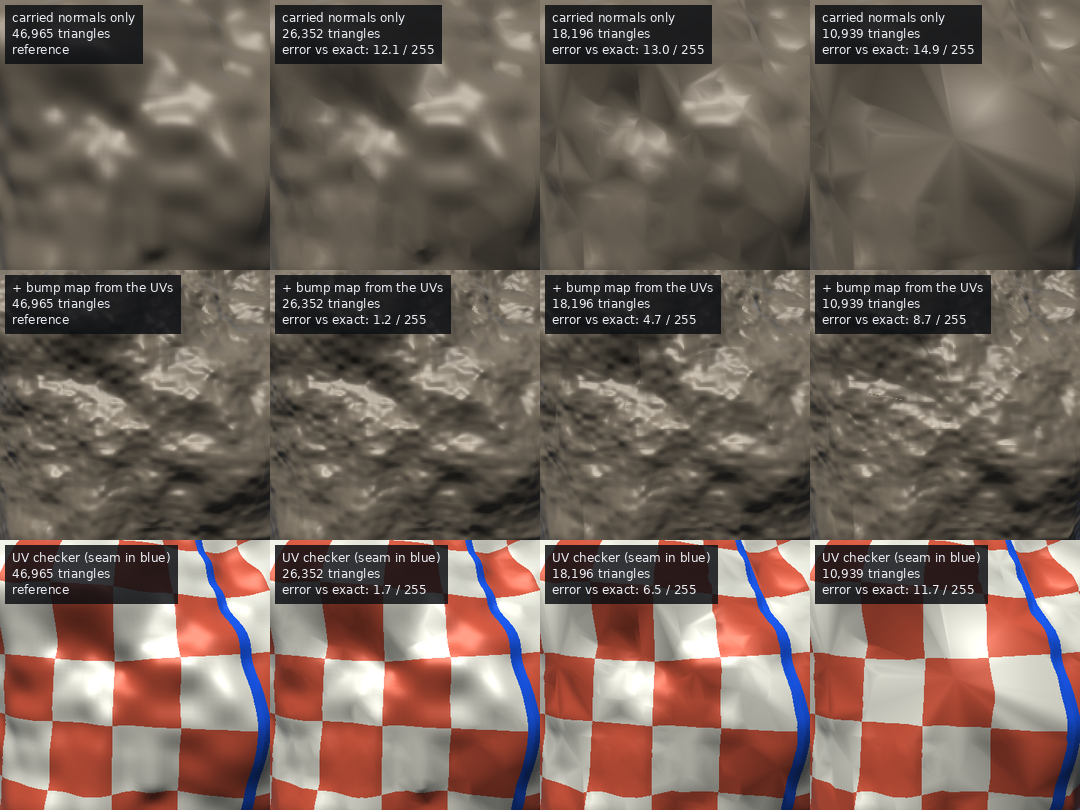 carried normals only
46,965 triangles
reference
carried normals only
26,352 triangles
error vs exact: 12.1 / 255
carried normals only
18,196 triangles
error vs exact: 13.0 / 255
carried normals only
10,939 triangles
error vs exact: 14.9 / 255
+ bump map from the UVs
46,965 triangles
reference
+ bump map from the UVs
26,352 triangles
error vs exact: 1.2 / 255
+ bump map from the UVs
18,196 triangles
error vs exact: 4.7 / 255
+ bump map from the UVs
10,939 triangles
error vs exact: 8.7 / 255
UV checker (seam in blue)
46,965 triangles
reference
UV checker (seam in blue)
26,352 triangles
error vs exact: 1.7 / 255
UV checker (seam in blue)
18,196 triangles
error vs exact: 6.5 / 255
UV checker (seam in blue)
10,939 triangles
error vs exact: 11.7 / 255